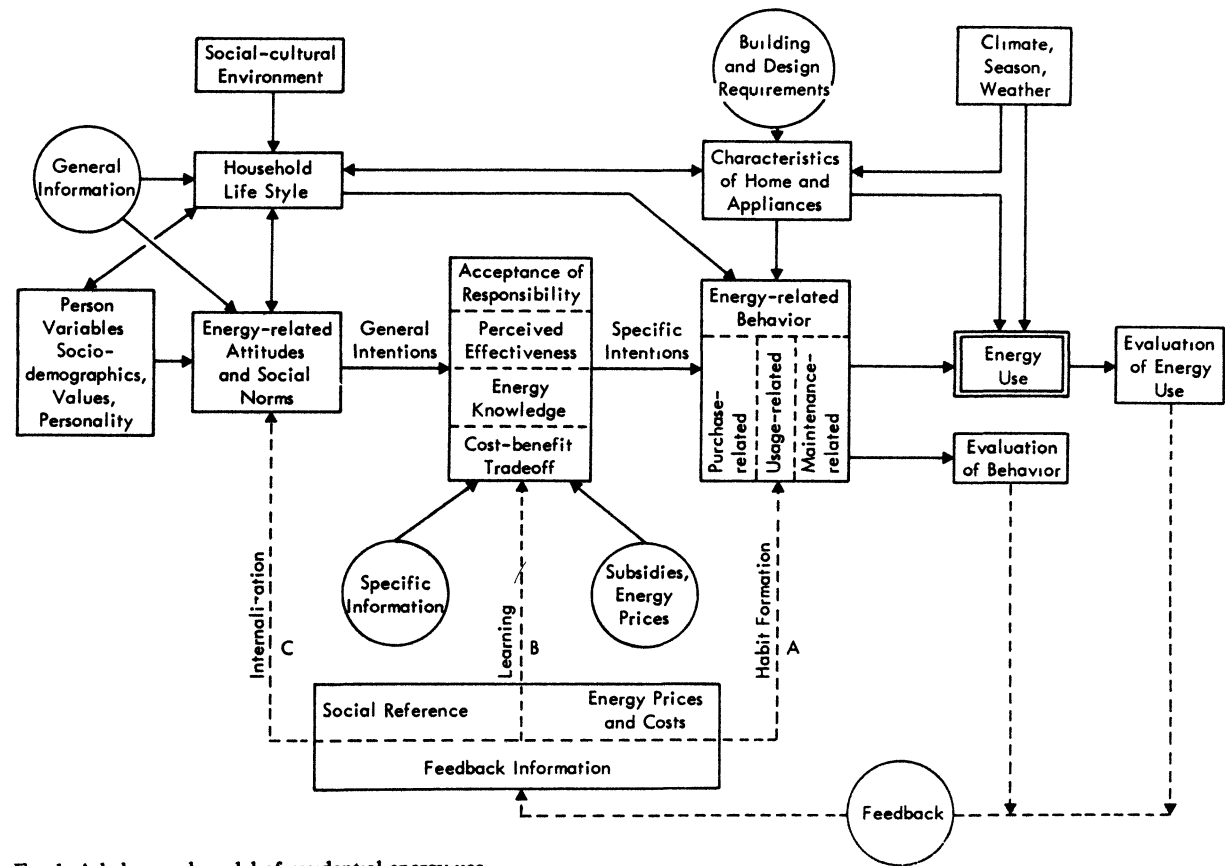 Social-cultural
Environment
Building
and Design
Requirements
Climate,
Season,
Weather
General
Information
Household
Life Style
Characteristics
of Home and
Appliances
Person
Variables
Socio-
demographics,
Values,
Personality
Energy-related
Attitudes
and Social
Norms
General
Intentions
Acceptance of
Responsibility
Perceived
Effectiveness
Energy
Knowledge
Cost-benefit
Tradeoff
Specific
Intentions
Energy-related
Behavior
Purchase-
related
Usage-related
Maintenance-
related
Energy
Use
Evaluation
of Energy
Use
Evaluation
of Behavior
Specific
Information
Subsidies,
Energy
Prices
C
Learning
B
Habit Formation
A
Social Reference
Energy Prices
and Costs
Feedback Information
Feedback